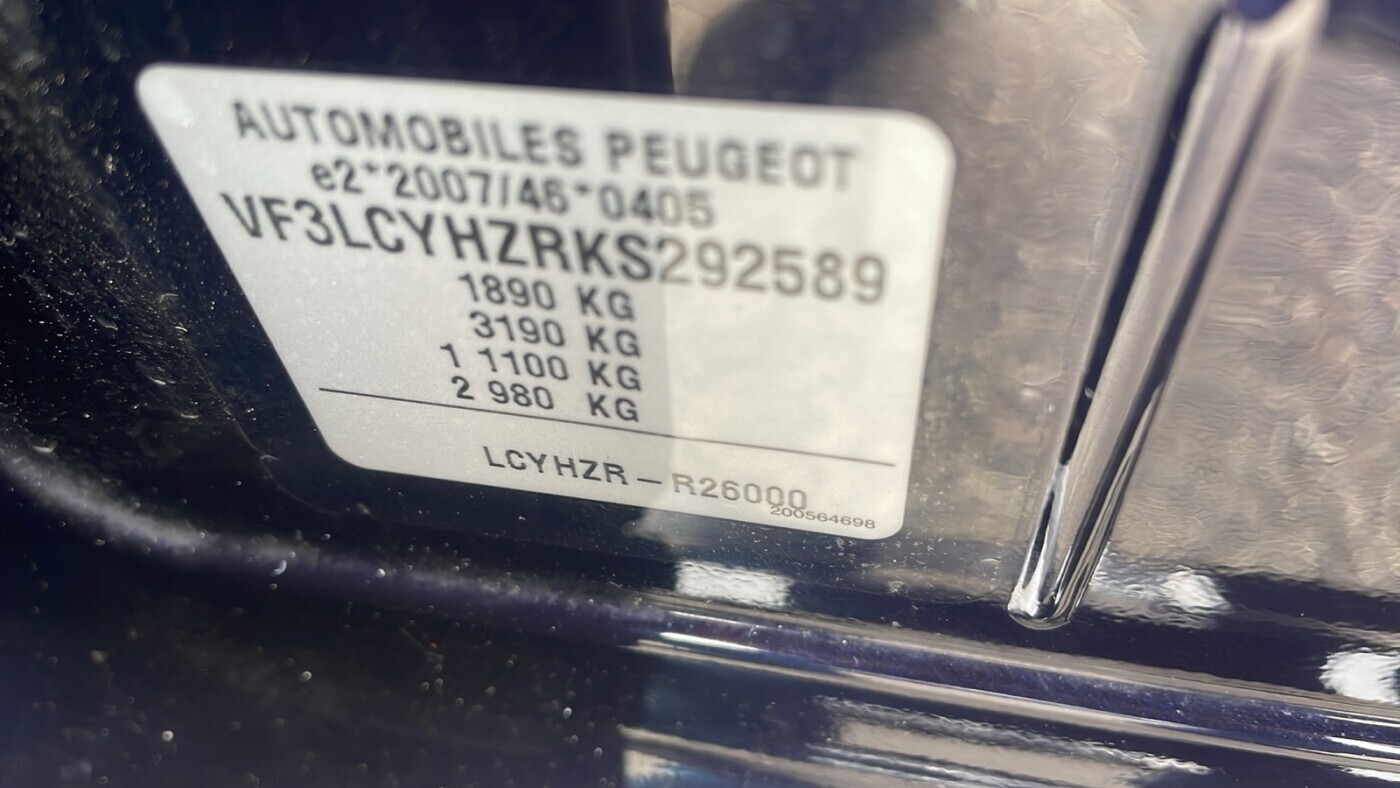 AUTOMOBILES PEUGEOT
e2*2007/46*0405
VF3LCYHZRKS292589
1890 KG
3190 KG
1 1100 KG
2 980 KG
LCYHZR – R26000
200564698